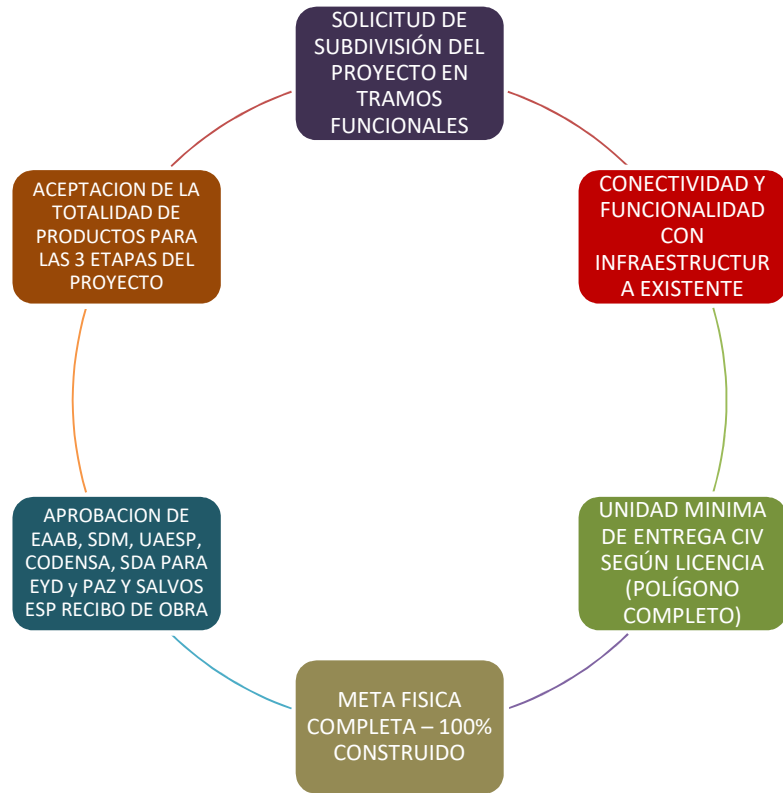 SOLICITUD DE
SUBDIVISIÓN DEL
PROYECTO EN
TRAMOS
FUNCIONALES
CONECTIVIDAD Y
FUNCIONALIDAD
CON
INFRAESTRUCTUR
A EXISTENTE
UNIDAD MINIMA
DE ENTREGA CIV
SEGÚN LICENCIA
(POLÍGONO
COMPLETO)
META FISICA
COMPLETA – 100%
CONSTRUIDO
APROBACION DE
EAAB, SDM, UAESP,
CODENSA, SDA PARA
EYD y PAZ Y SALVOS
ESP RECIBO DE OBRA
ACEPTACION DE LA
TOTALIDAD DE
PRODUCTOS PARA
LAS 3 ETAPAS DEL
PROYECTO